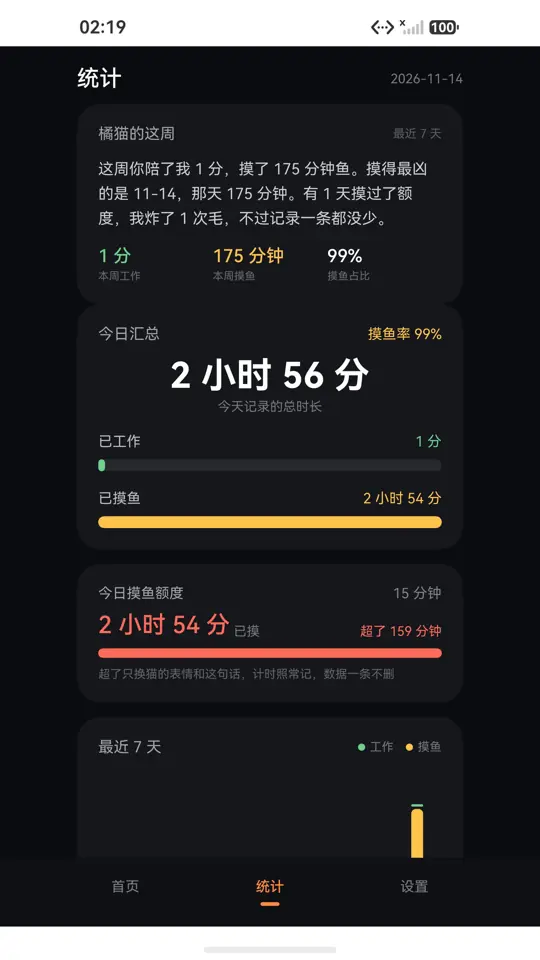 02:19
100
统计
2026-11-14
橘猫的这周
最近 7 天
这周你陪了我 1 分，摸了 175 分钟鱼。摸得最凶
的是 11-14，那天 175 分钟。有 1 天摸过了额
度，我炸了 1 次毛，不过记录一条都没少。
1 分
175 分钟
99%
本周工作
本周摸鱼
摸鱼占比
今日汇总
摸鱼率 99%
2 小时 56 分
今天记录的总时长
已工作
1 分
已摸鱼
2 小时 54 分
今日摸鱼额度
15 分钟
2 小时 54 分 已摸
超了 159 分钟
超了只换猫的表情和这句话，计时照常记，数据一条不删
最近 7 天
工作
摸鱼
首页
统计
设置